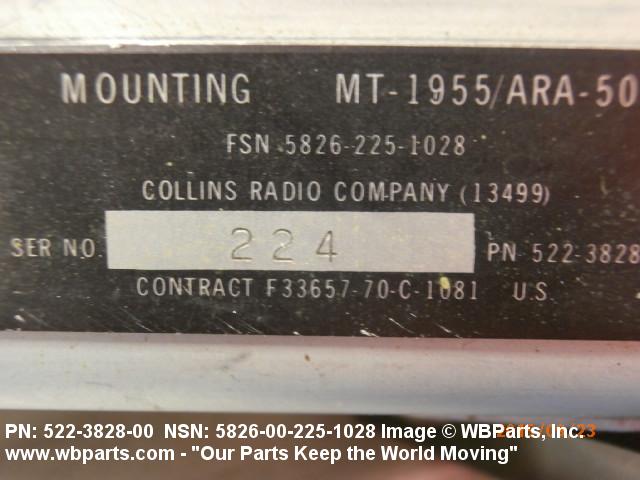 MOUNTING MT-1955/ARA-50
FSN 5826-225-1028
COLLINS RADIO COMPANY (13499)
SER NO. 224 PN 522-3828
CONTRACT F33657-70-C-1081 U.S.
PN: 522-3828-00 NSN: 5826-00-225-1028 Image © WBParts, Inc.
www.wbparts.com - "Our Parts Keep the World Moving"